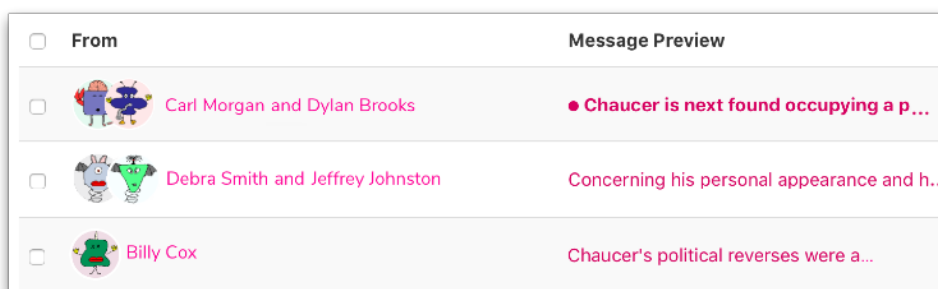 From Message Preview
Carl Morgan and Dylan Brooks ● Chaucer is next found occupying a p...
Debra Smith and Jeffrey Johnston Concerning his personal appearance and h..
Billy Cox Chaucer's political reverses were a...